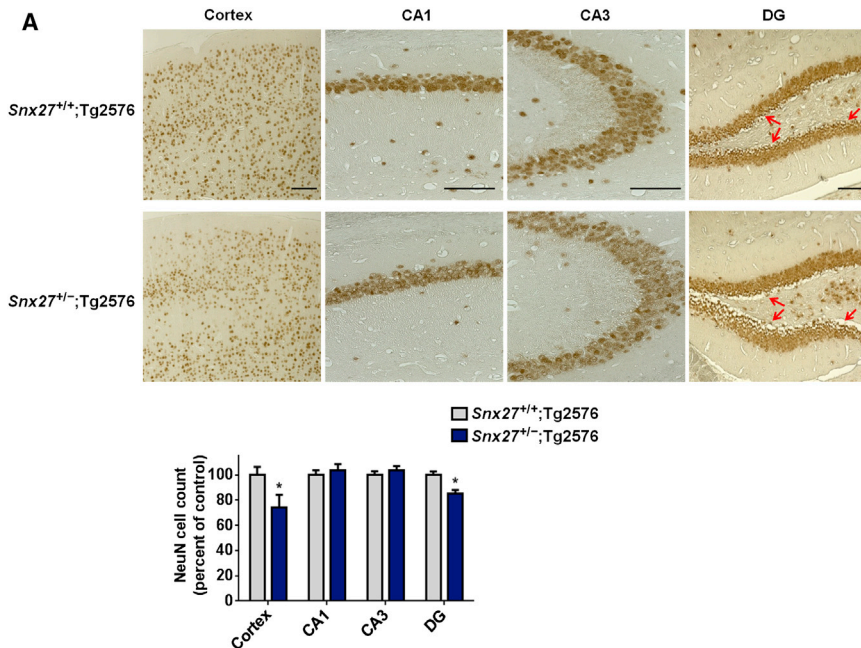 A
Cortex CA1 CA3 DG
Snx27+/+;Tg2576
Snx27+/−;Tg2576
Snx27+/+;Tg2576
Snx27+/−;Tg2576
NeuN cell count
(percent of control)
100
80
60
40
20
0
* *
Cortex CA1 CA3 DG